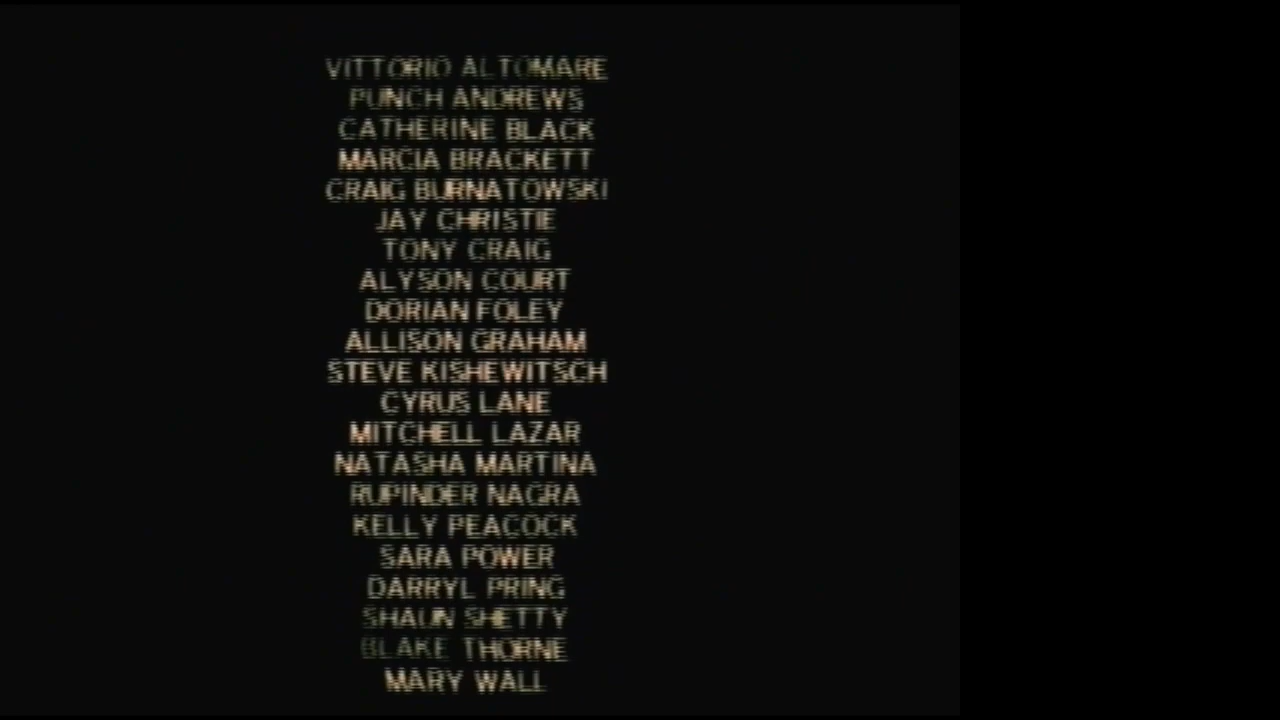 VITTORIO ALTOMARE
PUNCH ANDREWS
CATHERINE BLACK
MARCIA BRACKETT
CRAIG BURNATOWSKI
JAY CHRISTIE
TONY CRAIG
ALYSON COURT
DORIAN FOLEY
ALLISON GRAHAM
STEVE KISHEWITSCH
CYRUS LANE
MITCHELL LAZAR
NATASHA MARTINA
RUPINDER NAGRA
KELLY PEACOCK
SARA POWER
DARRYL PRING
SHAUN SHETTY
BLAKE THORNE
MARY WALL